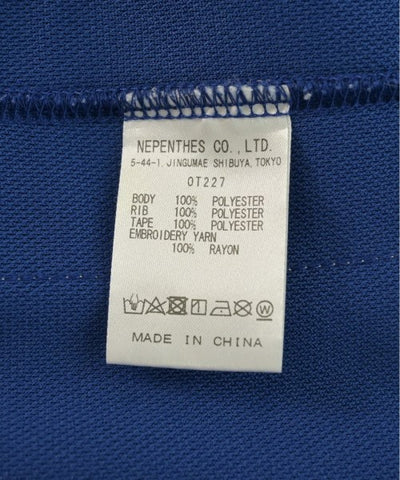 NEPENTHES CO., LTD.
5-44-1. JINGUMAE SHIBUYA, TOKYO
OT227
BODY 100% POLYESTER
RIB 100% POLYESTER
TAPE 100% POLYESTER
EMBROIDERY YARN
100% RAYON
W
MADE IN CHINA